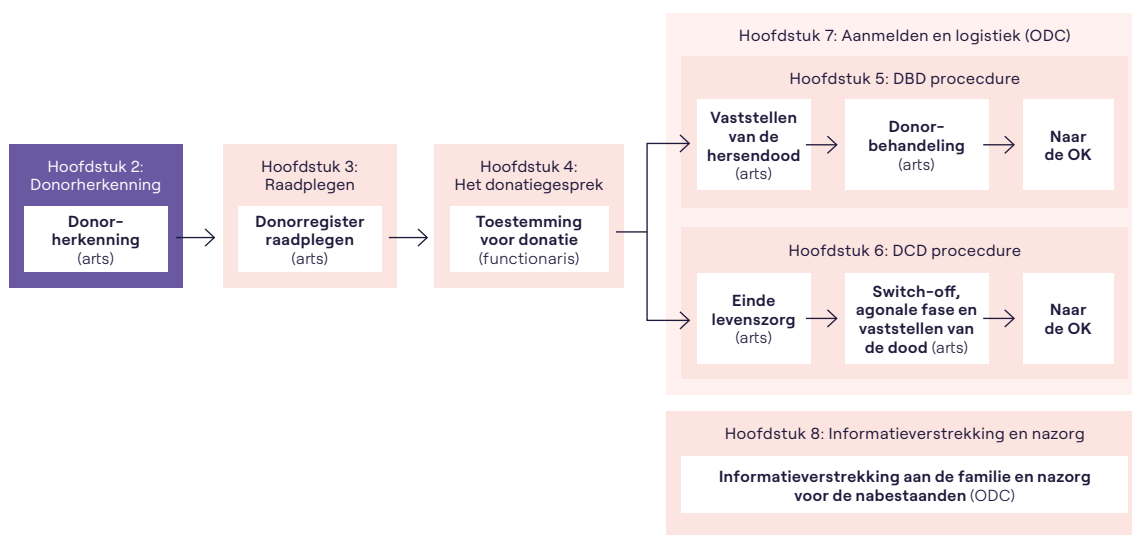 Hoofdstuk 2:
Donorherkenning
Donor-
herkenning
(arts)
Hoofdstuk 3:
Raadplegen
Donorregister
raadplegen
(arts)
Hoofdstuk 4:
Het donatiegesprek
Toestemming
voor donatie
(functionaris)
Hoofdstuk 7: Aanmelden en logistiek (ODC)
Hoofdstuk 5: DBD procecdure
Vaststellen
van de
hersendood
(arts)
Donor-
behandeling
(arts)
Naar
de OK
Hoofdstuk 6: DCD procecdure
Einde
levenszorg
(arts)
Switch-off,
agonale fase en
vaststellen van
de dood (arts)
Naar
de OK
Hoofdstuk 8: Informatieverstrekking en nazorg
Informatieverstrekking aan de familie en nazorg
voor de nabestaanden (ODC)